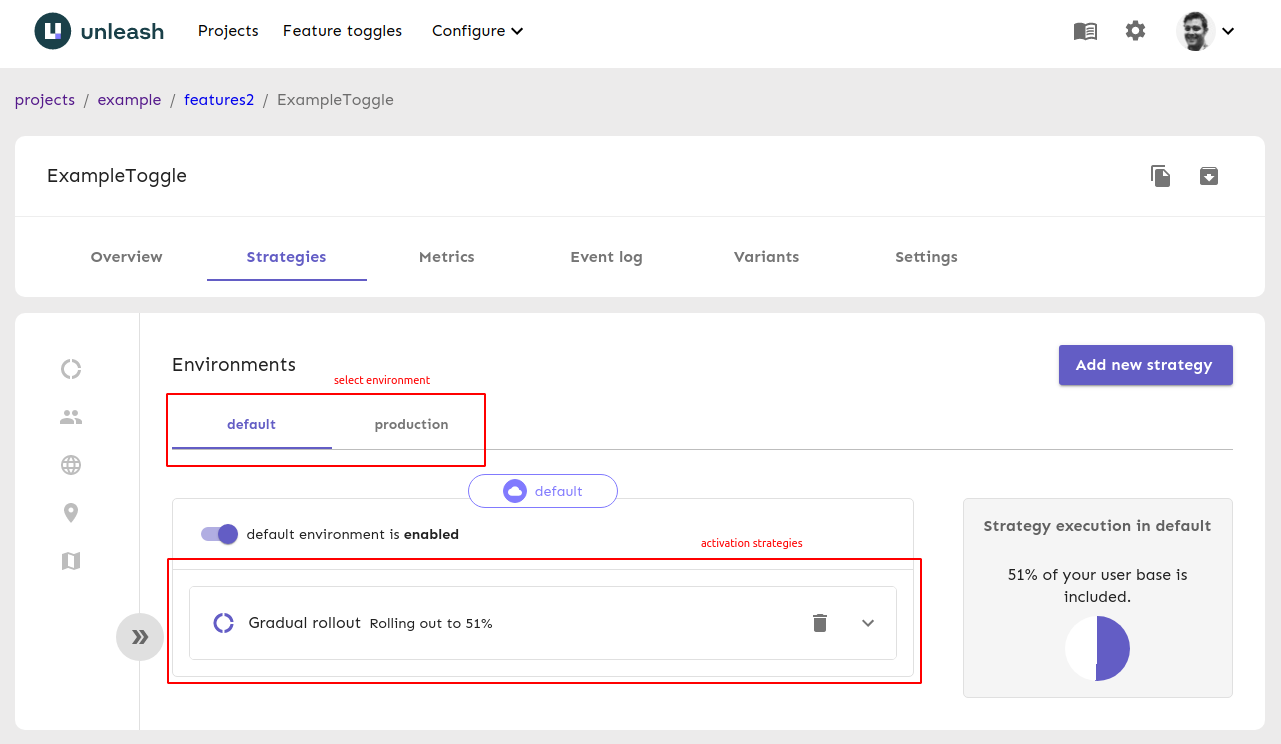 unleash Projects Feature toggles Configure
projects / example / features2 / ExampleToggle
ExampleToggle
Overview Strategies Metrics Event log Variants Settings
Environments
Add new strategy
select environment
default production
default
default environment is enabled
activation strategies
Gradual rollout Rolling out to 51%
Strategy execution in default
51% of your user base is
included.